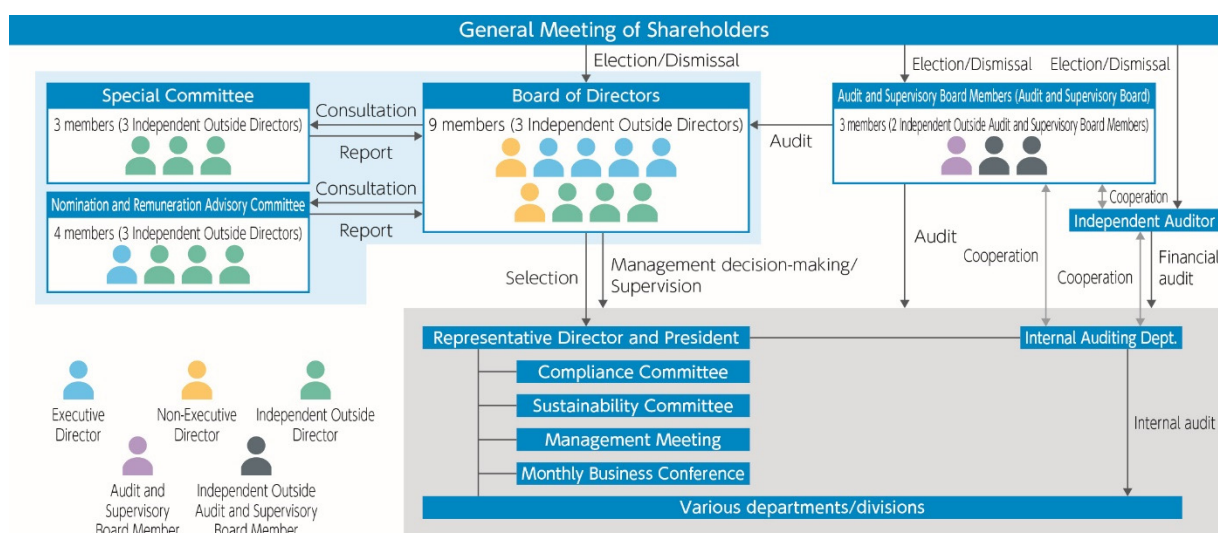 General Meeting of Shareholders
Election/Dismissal
Election/Dismissal
Election/Dismissal
Special Committee
3 members (3 Independent Outside Directors)
Consultation
Report
Board of Directors
9 members (3 Independent Outside Directors)
Audit
Audit and Supervisory Board Members (Audit and Supervisory Board)
3 members (2 Independent Outside Audit and Supervisory Board Members)
Nomination and Remuneration Advisory Committee
4 members (3 Independent Outside Directors)
Consultation
Report
Cooperation
Independent Auditor
Selection
Management decision-making/
Supervision
Audit
Cooperation
Cooperation
Financial
audit
Representative Director and President
Internal Auditing Dept.
Compliance Committee
Sustainability Committee
Management Meeting
Monthly Business Conference
Internal audit
Various departments/divisions
Executive
Director
Non-Executive
Director
Independent Outside
Director
Audit and
Supervisory
Board Member
Independent Outside
Audit and Supervisory
Board Member